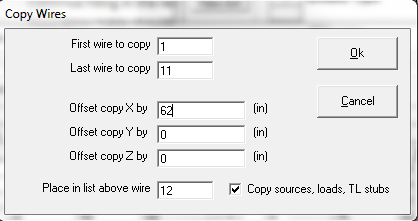 Copy Wires
First wire to copy 1
Ok
Last wire to copy 11
Offset copy X by 62 (in)
Cancel
Offset copy Y by 0 (in)
Offset copy Z by 0 (in)
Place in list above wire 12
Copy sources, loads, TL stubs